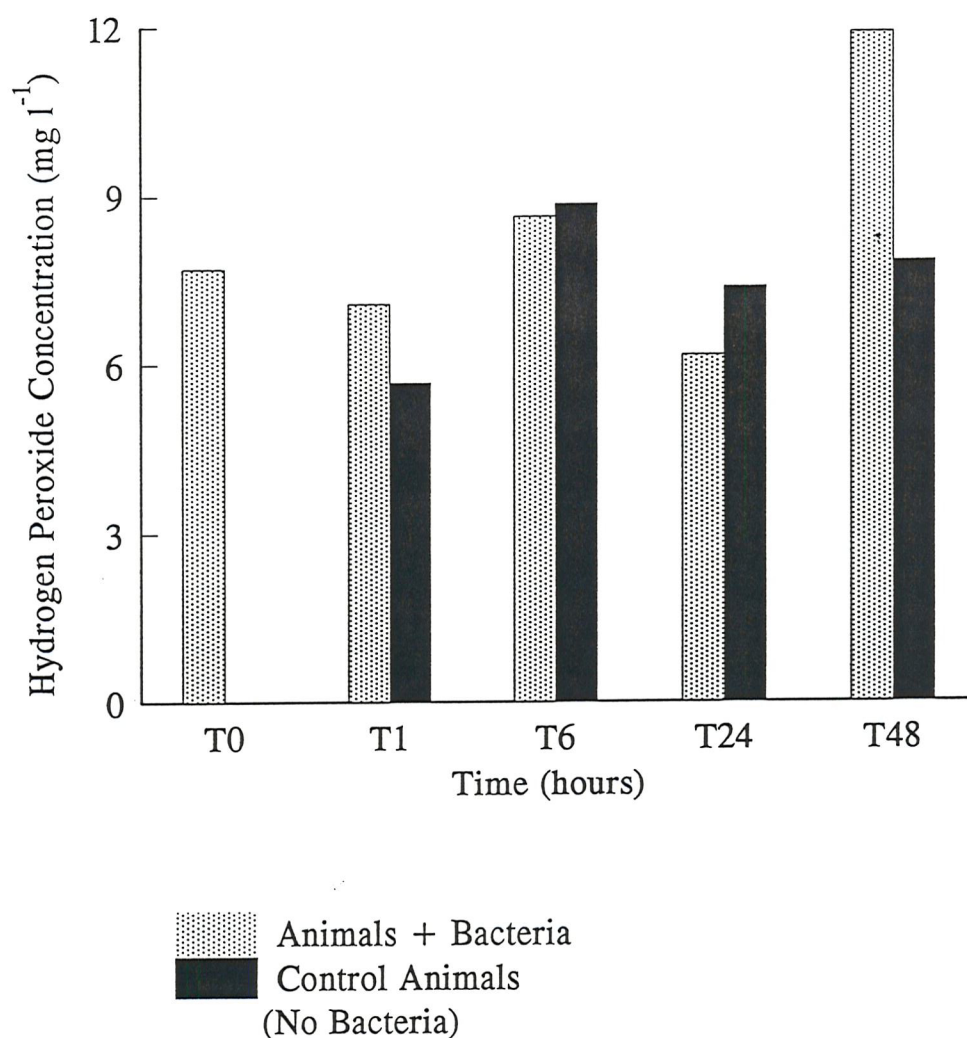 Hydrogen Peroxide Concentration (mg l⁻¹)
12
9
6
3
0
T0 T1 T6 T24 T48
Time (hours)
Animals + Bacteria
Control Animals
(No Bacteria)